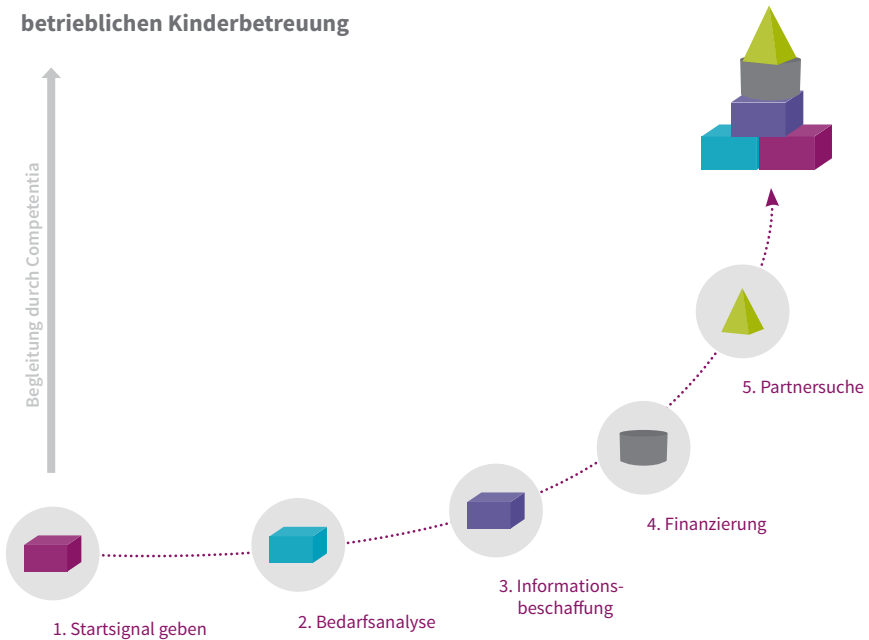 betrieblichen Kinderbetreuung
Begleitung durch Competentia
1. Startsignal geben
2. Bedarfsanalyse
3. Informations-
beschaffung
4. Finanzierung
5. Partnersuche